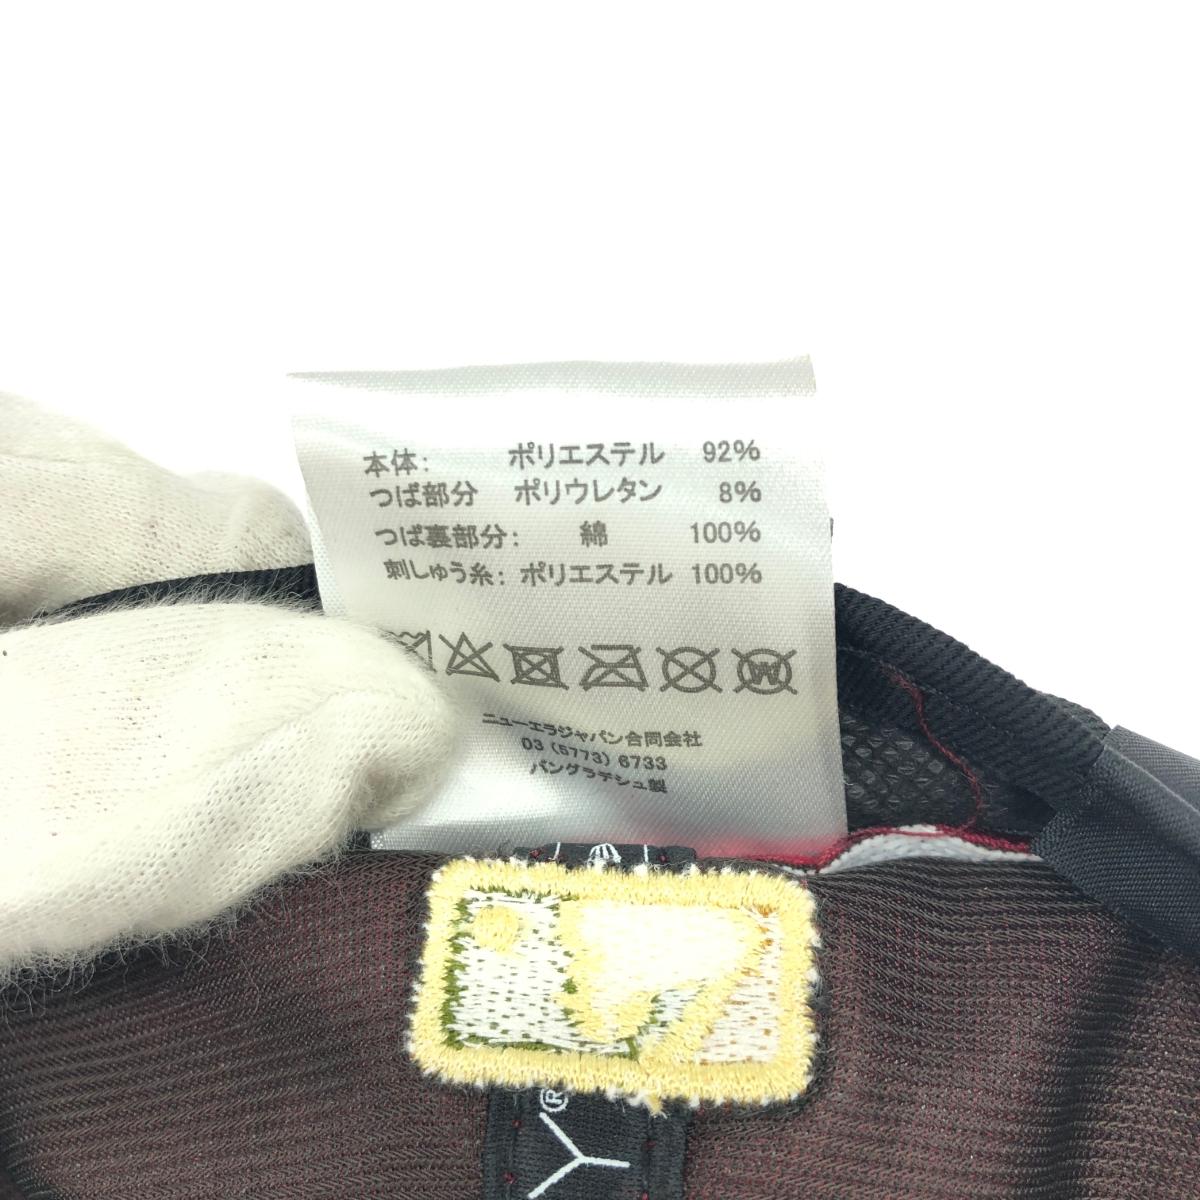 本体: ポリエステル 92%
つば部分 ポリウレタン 8%
つば裏部分: 綿 100%
刺しゅう糸: ポリエステル 100%
W
ニューエラジャパン合同会社
03 (5773) 6733
バングラデシュ製
Y®